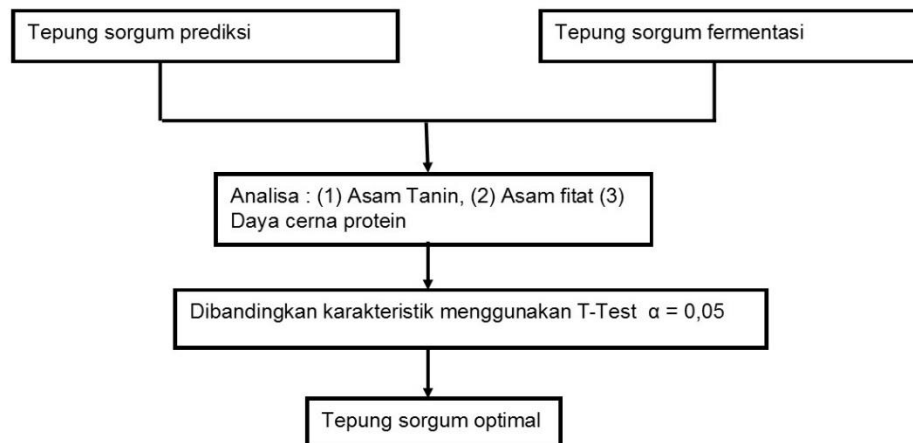 Tepung sorgum prediksi
Tepung sorgum fermentasi
Analisa : (1) Asam Tanin, (2) Asam fitat (3)
Daya cerna protein
Dibandingkan karakteristik menggunakan T-Test α = 0,05
Tepung sorgum optimal